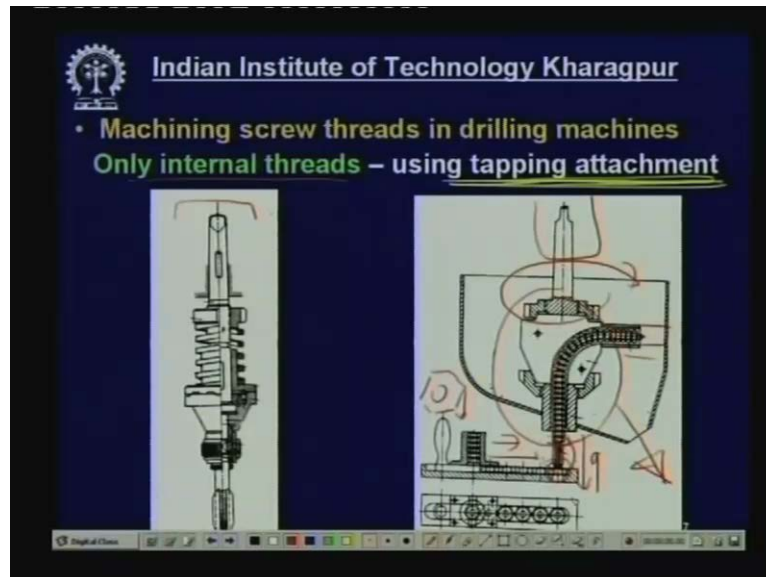 Indian Institute of Technology Kharagpur
• Machining screw threads in drilling machines
Only internal threads – using tapping attachment
7
Digital Class